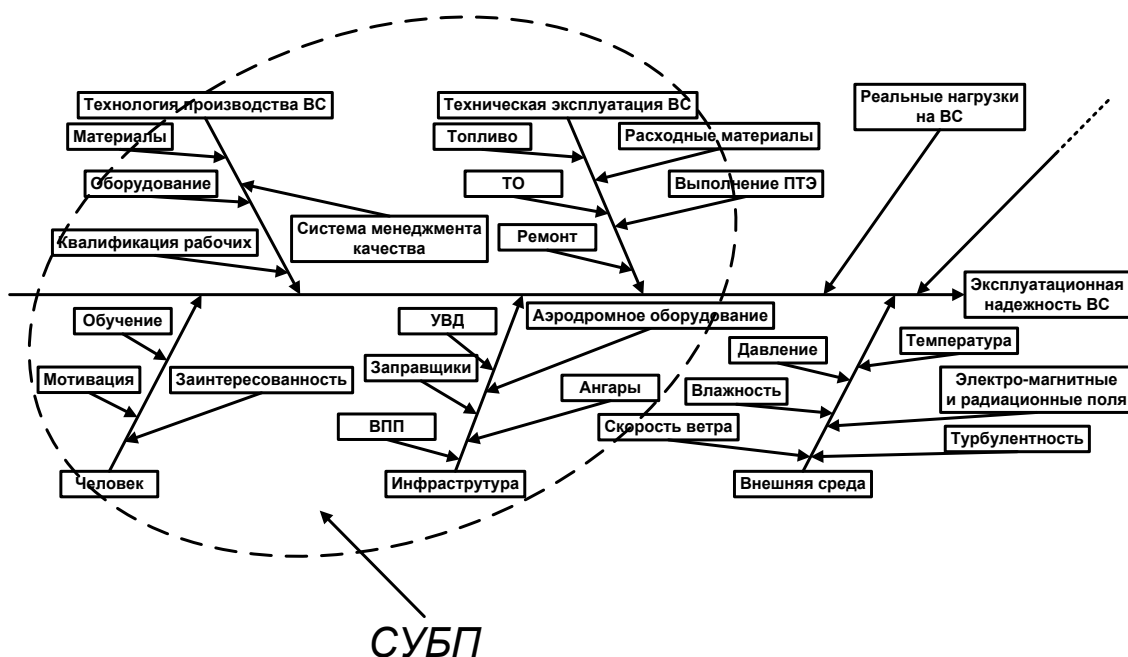 Технология производства ВС
Материалы
Оборудование
Квалификация рабочих
Система менеджмента
качества
Техническая эксплуатация ВС
Топливо
Расходные материалы
ТО
Выполнение ПТЭ
Ремонт
Реальные нагрузки
на ВС
Эксплуатационная
надежность ВС
Обучение
Мотивация
Заинтересованность
Человек
УВД
Аэродромное оборудование
Заправщики
Ангары
ВПП
Инфраструтура
Давление
Температура
Влажность
Электро-магнитные
и радиационные поля
Скорость ветра
Турбулентность
Внешняя среда
СУБП